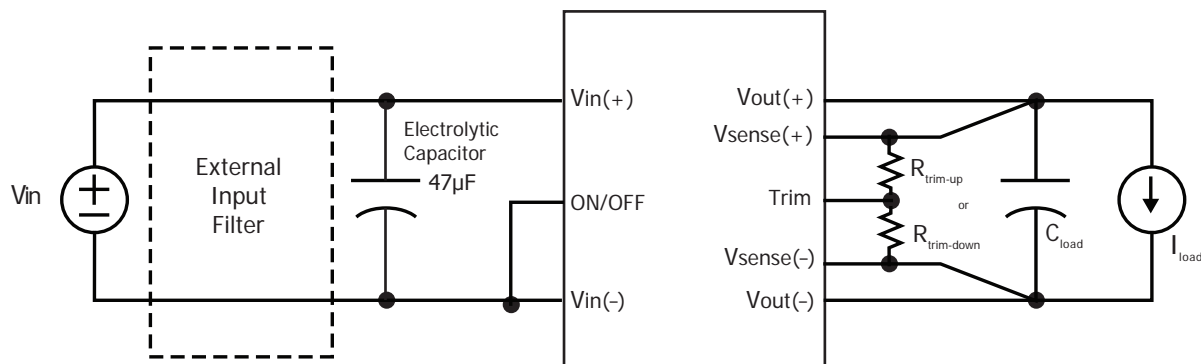 Vin
External
Input
Filter
Electrolytic
Capacitor
47µF
Vin(+)
ON/OFF
Vin(–)
Vout(+)
Vsense(+)
Trim
Vsense(–)
Vout(–)
Rtrim-up
or
Rtrim-down
Cload
Iload